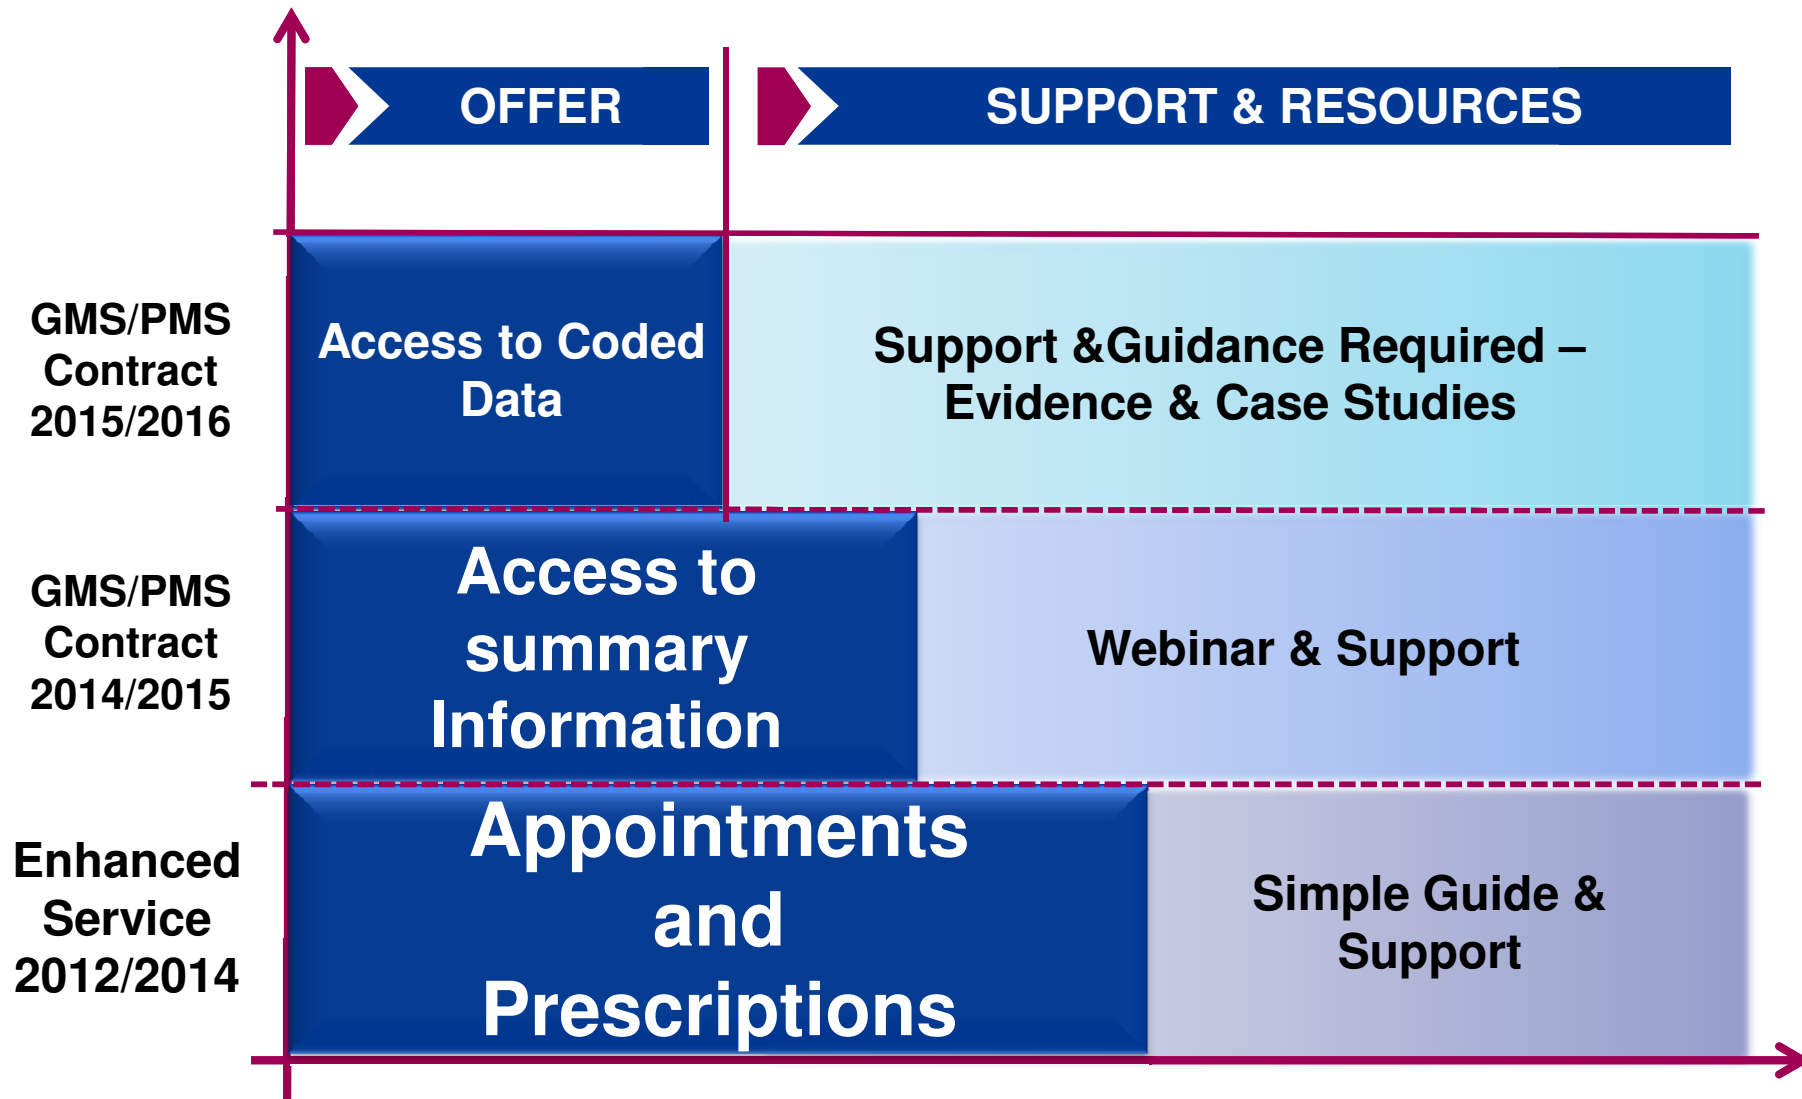 OFFER
SUPPORT & RESOURCES
GMS/PMS
Contract
2015/2016
Access to Coded
Data
Support &Guidance Required –
Evidence & Case Studies
GMS/PMS
Contract
2014/2015
Access to
summary
Information
Webinar & Support
Enhanced
Service
2012/2014
Appointments
and
Prescriptions
Simple Guide &
Support